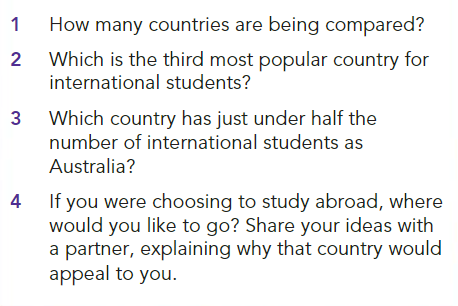 1 How many countries are being compared?
2 Which is the third most popular country for
international students?
3 Which country has just under half the
number of international students as
Australia?
4 If you were choosing to study abroad, where
would you like to go? Share your ideas with
a partner, explaining why that country would
appeal to you.